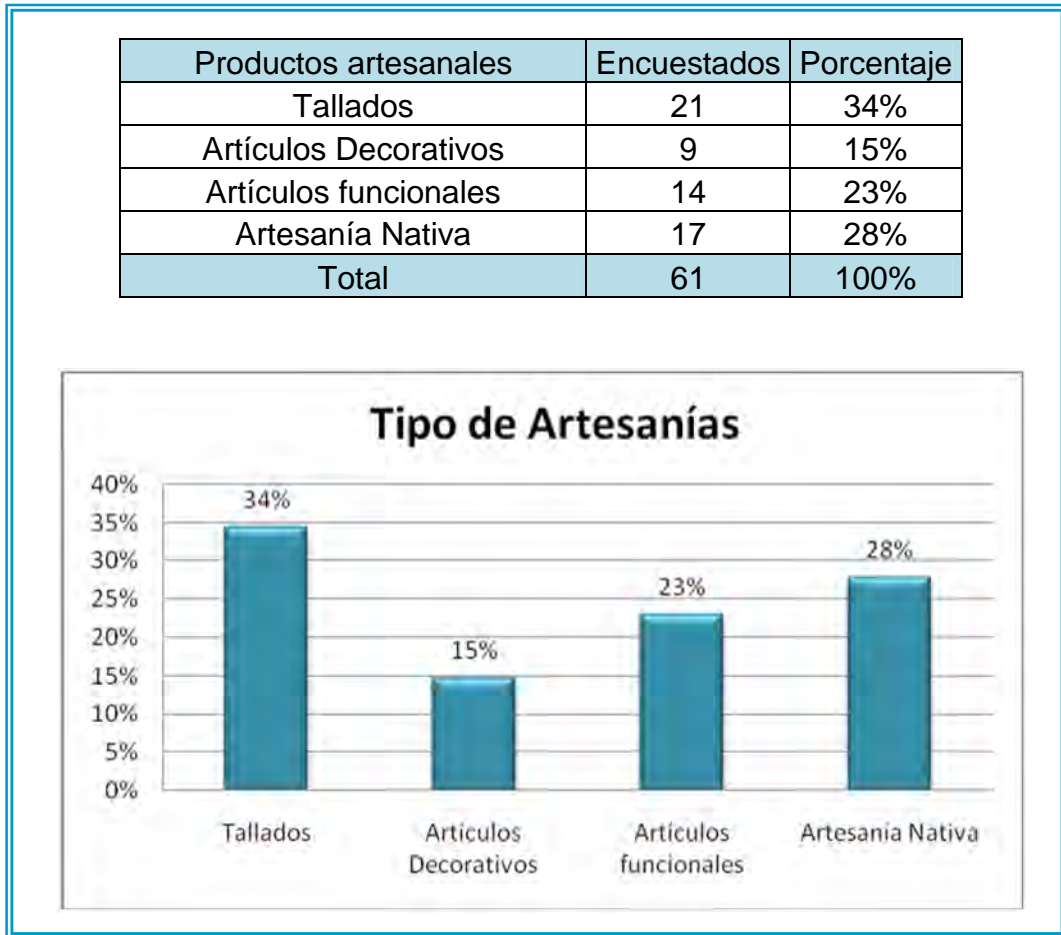 Productos artesanales Encuestados Porcentaje
Tallados 21 34%
Artículos Decorativos 9 15%
Artículos funcionales 14 23%
Artesanía Nativa 17 28%
Total 61 100%
Tipo de Artesanías
40%
35%
30%
25%
20%
15%
10%
5%
0%
34%
15%
23%
28%
Tallados
Artículos
Decorativos
Artículos
funcionales
Artesanía Nativa